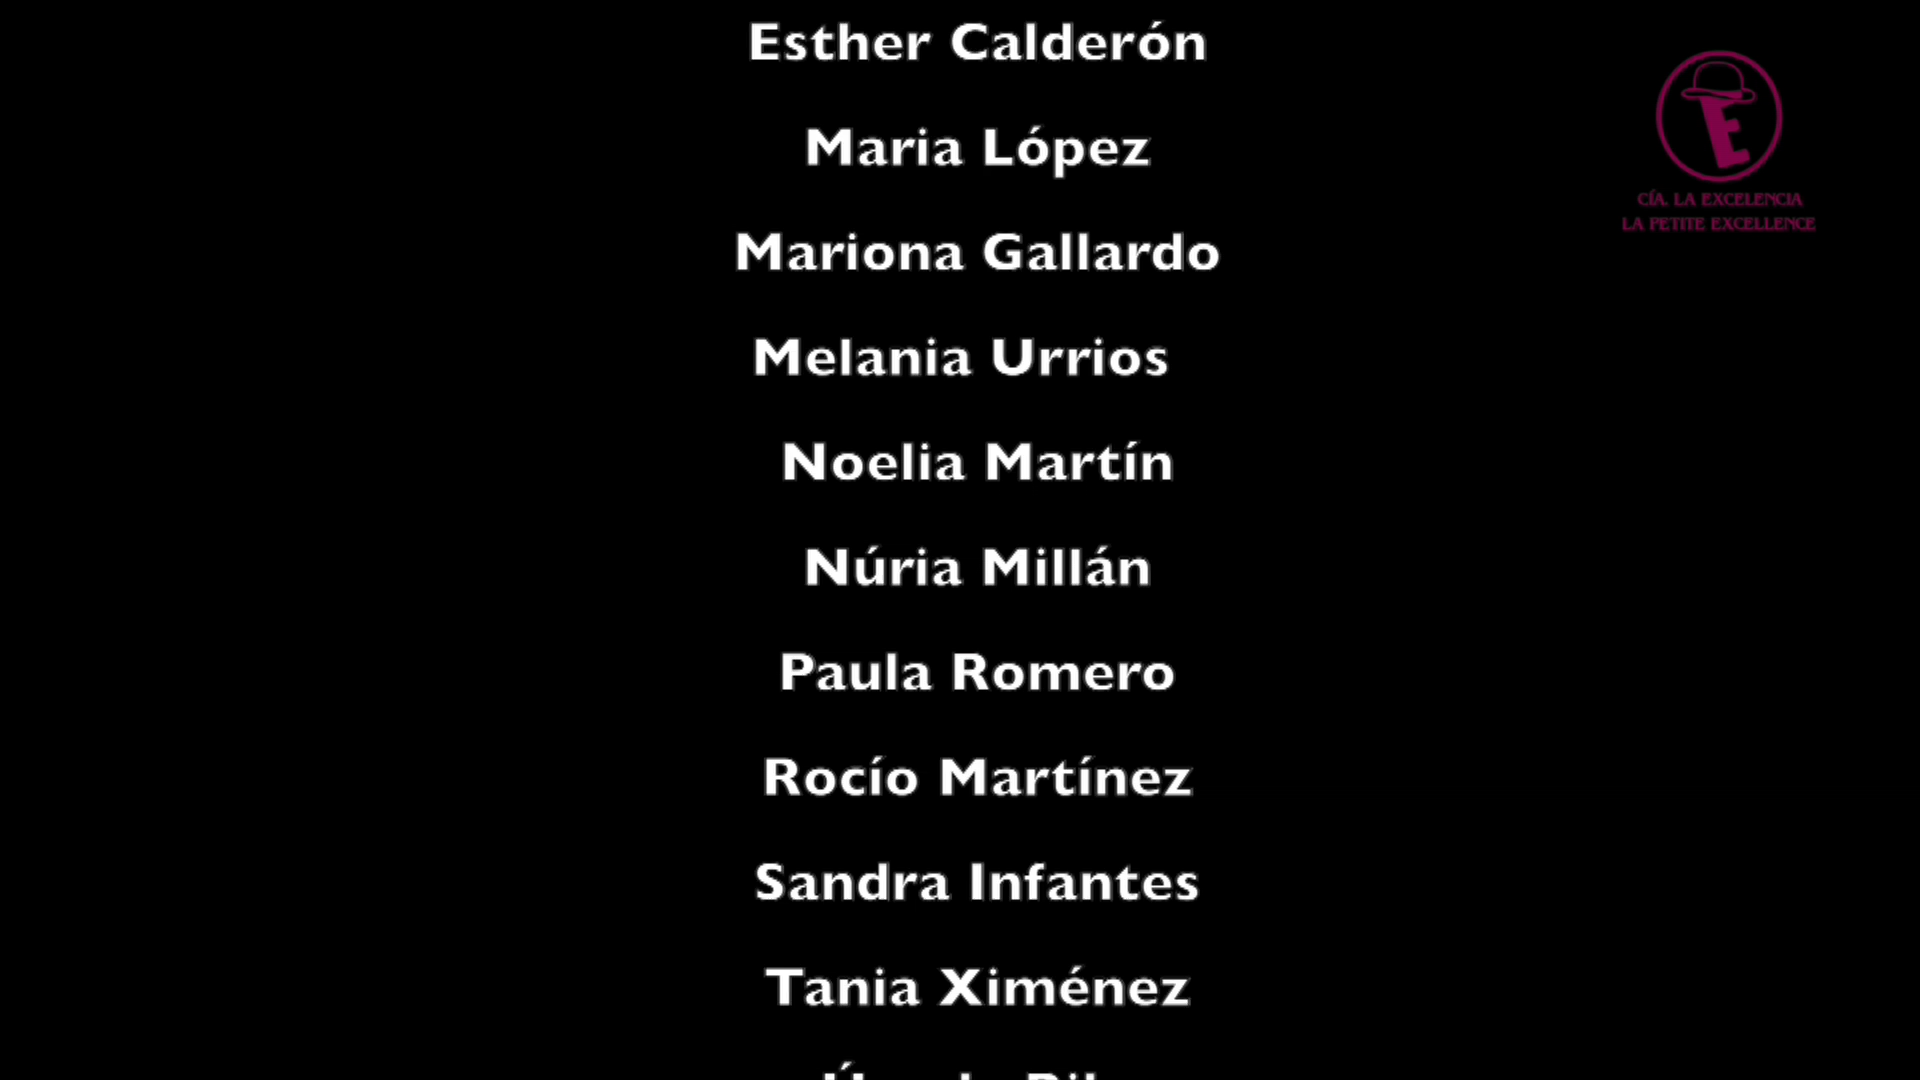 Esther Calderón
Maria López
Mariona Gallardo
Melania Urrios
Noelia Martín
Núria Millán
Paula Romero
Rocío Martínez
Sandra Infantes
Tania Ximénez
E
CÍA. LA EXCELENCIA
LA PETITE EXCELLENCE